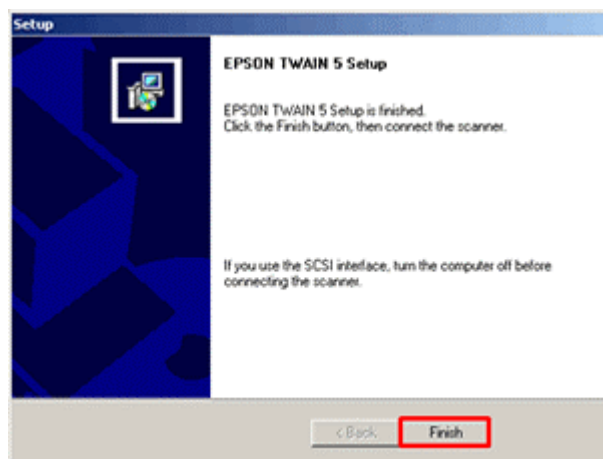 Setup
EPSON TWAIN 5 Setup
EPSON TWAIN 5 Setup is finished.
Click the Finish button, then connect the scanner.
If you use the SCSI interface, turn the computer off before
connecting the scanner.
< Back
Finish